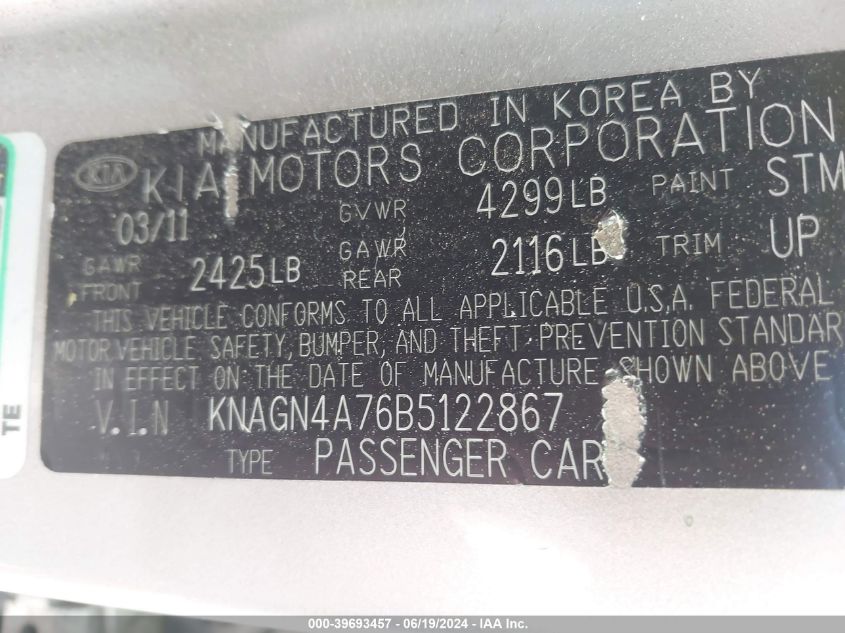 MANUFACTURED IN KOREA BY
KIA KIA MOTORS CORPORATION
03/11 GVWR 4299LB PAINT STM
GAWR FRONT 2425LB GAWR REAR 2116LB TRIM UP
THIS VEHICLE CONFORMS TO ALL APPLICABLE U.S.A. FEDERAL
MOTOR VEHICLE SAFETY, BUMPER, AND THEFT PREVENTION STANDAR
IN EFFECT ON THE DATE OF MANUFACTURE SHOWN ABOVE
V.I.N KNAGN4A76B5122867
TYPE PASSENGER CAR
TE
000-39693457 - 06/19/2024 - IAA Inc.